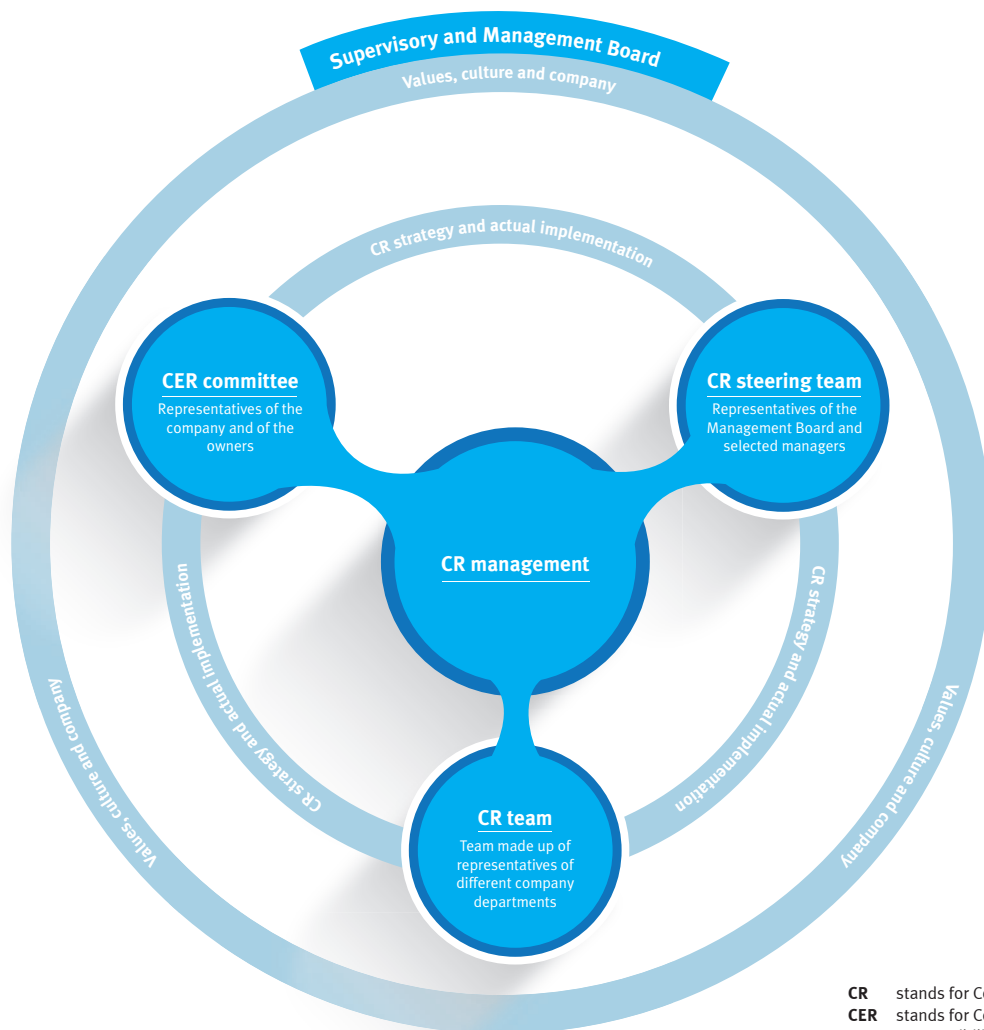 Supervisory and Management Board
Values, culture and company
CR strategy and actual implementation
CER committee
Representatives of the
company and of the
owners
CR steering team
Representatives of the
Management Board and
selected managers
CR management
CR strategy and actual implementation
CR strategy and actual implementation
Values, culture and company
Values, culture and company
CR team
Team made up of
representatives of
different company
departments
CR stands for
CER stands for